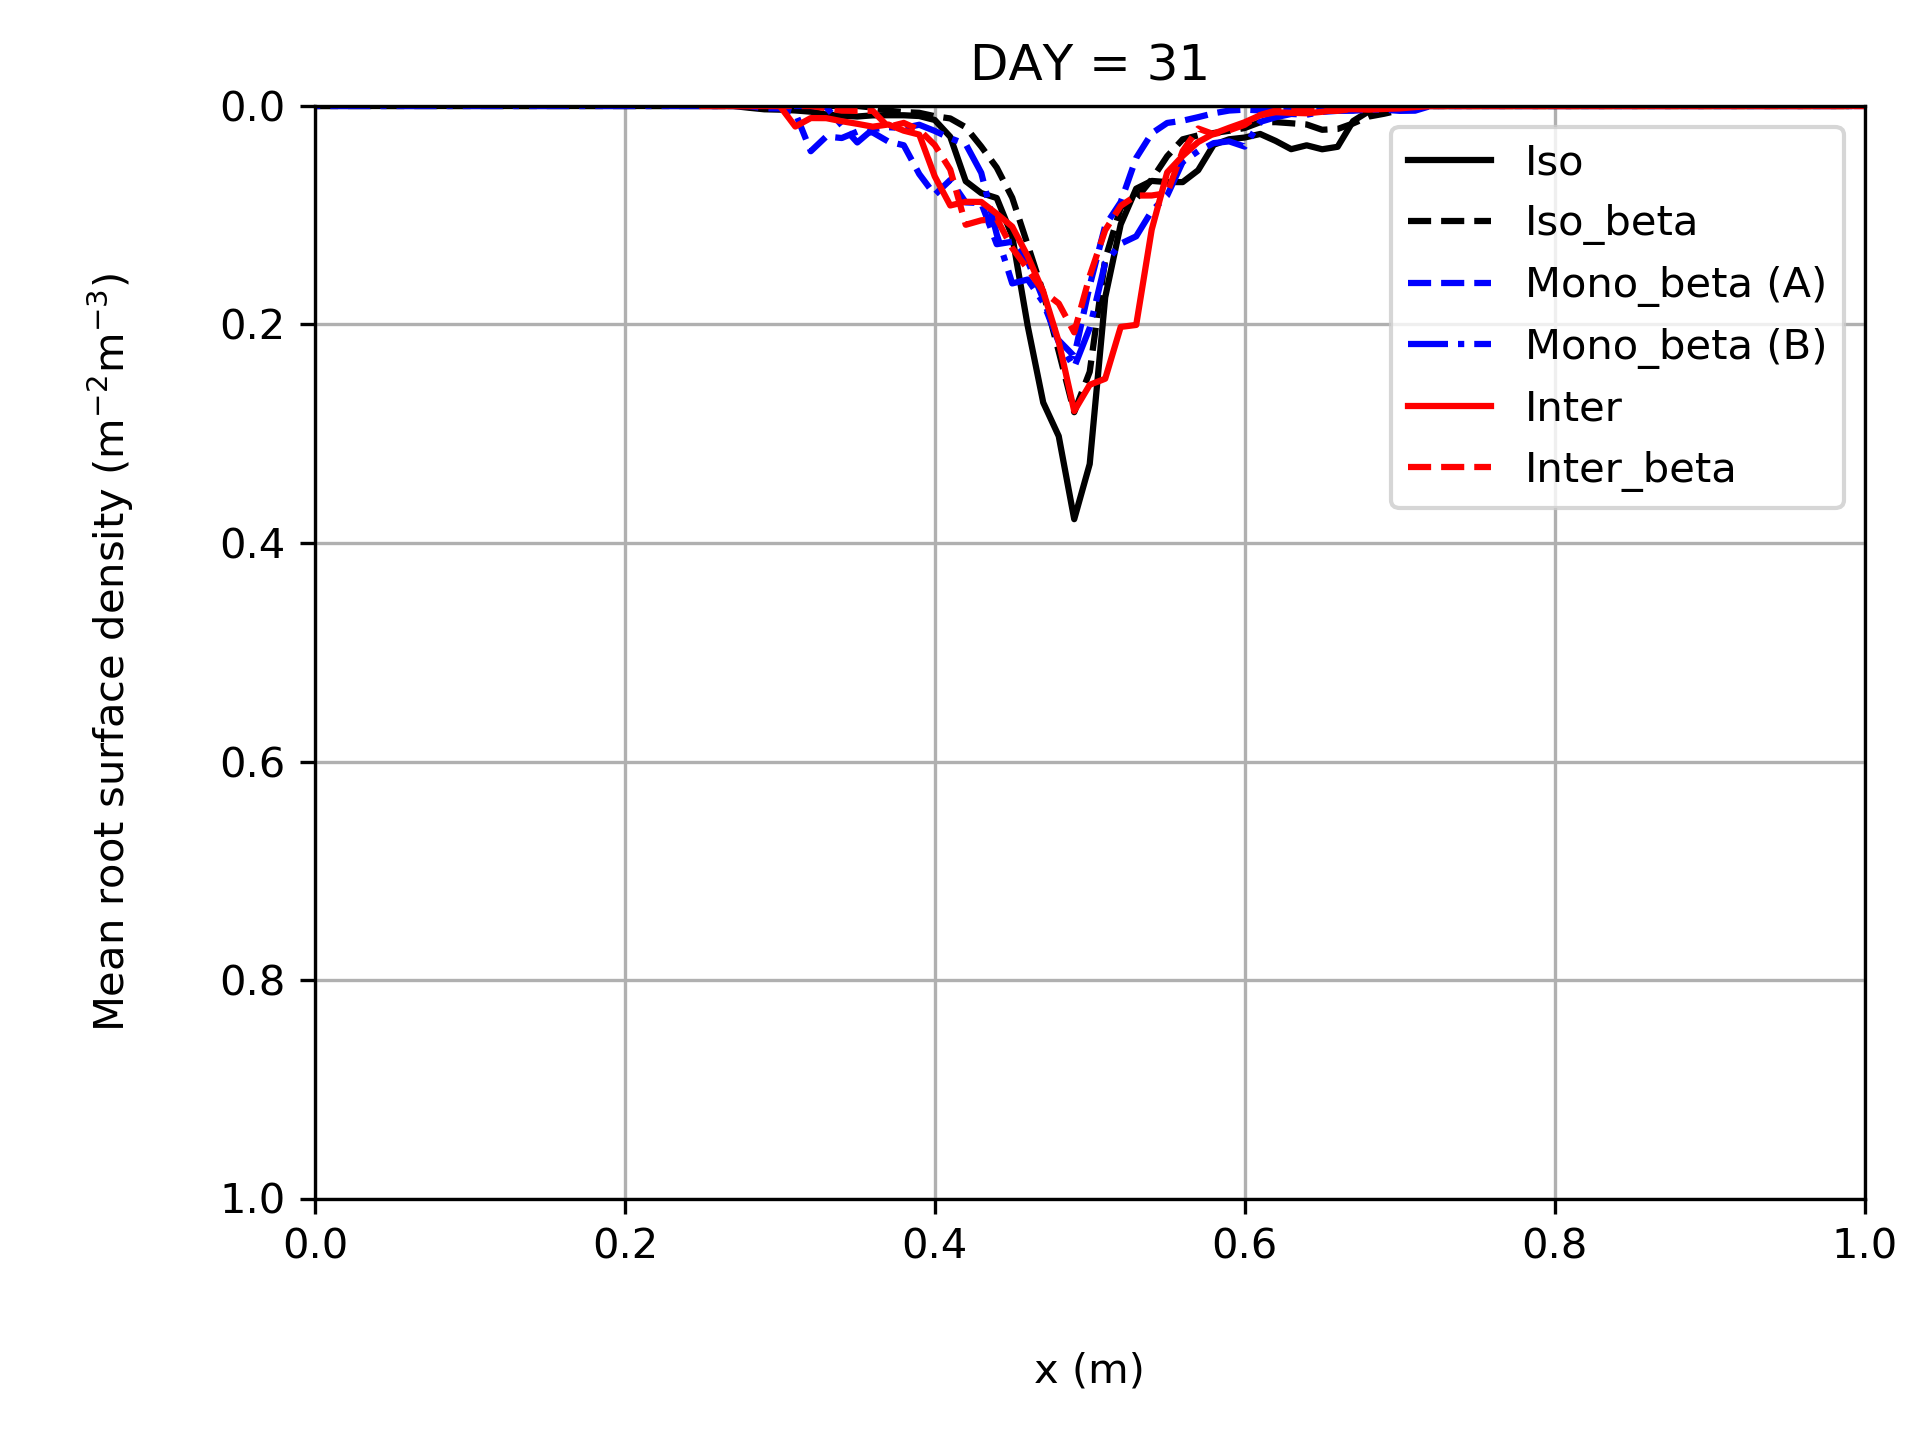 DAY = 31
0.0
0.2
0.4
0.6
0.8
1.0
Mean root surface density (m⁻²m⁻³)
Iso
Iso_beta
Mono_beta (A)
Mono_beta (B)
Inter
Inter_beta
0.0 0.2 0.4 0.6 0.8 1.0
x (m)